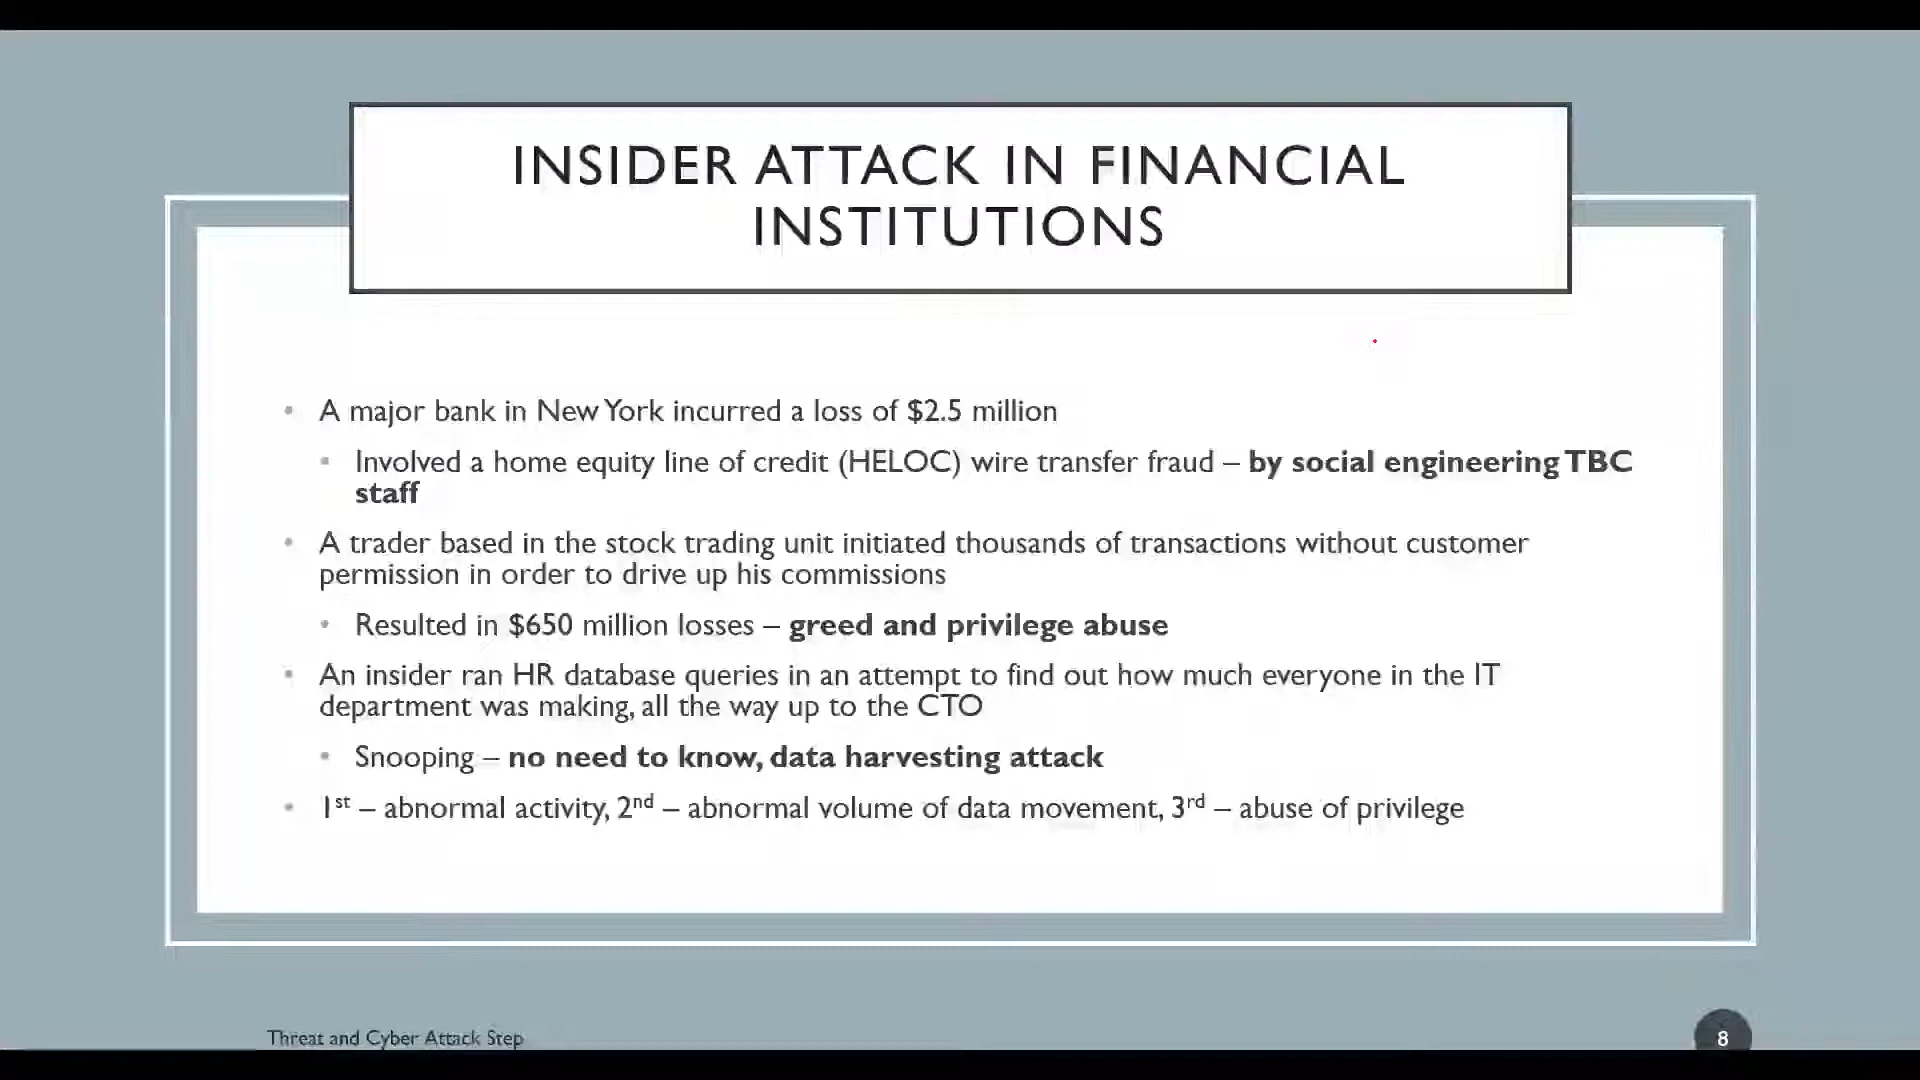 INSIDER ATTACK IN FINANCIAL
INSTITUTIONS
• A major bank in New York incurred a loss of $2.5 million
• Involved a home equity line of credit (HELOC) wire transfer fraud – by social engineering TBC
staff
• A trader based in the stock trading unit initiated thousands of transactions without customer
permission in order to drive up his commissions
• Resulted in $650 million losses – greed and privilege abuse
• An insider ran HR database queries in an attempt to find out how much everyone in the IT
department was making, all the way up to the CTO
• Snooping – no need to know, data harvesting attack
• 1st – abnormal activity, 2nd – abnormal volume of data movement, 3rd – abuse of privilege
Threat and Cyber Attack Step
8